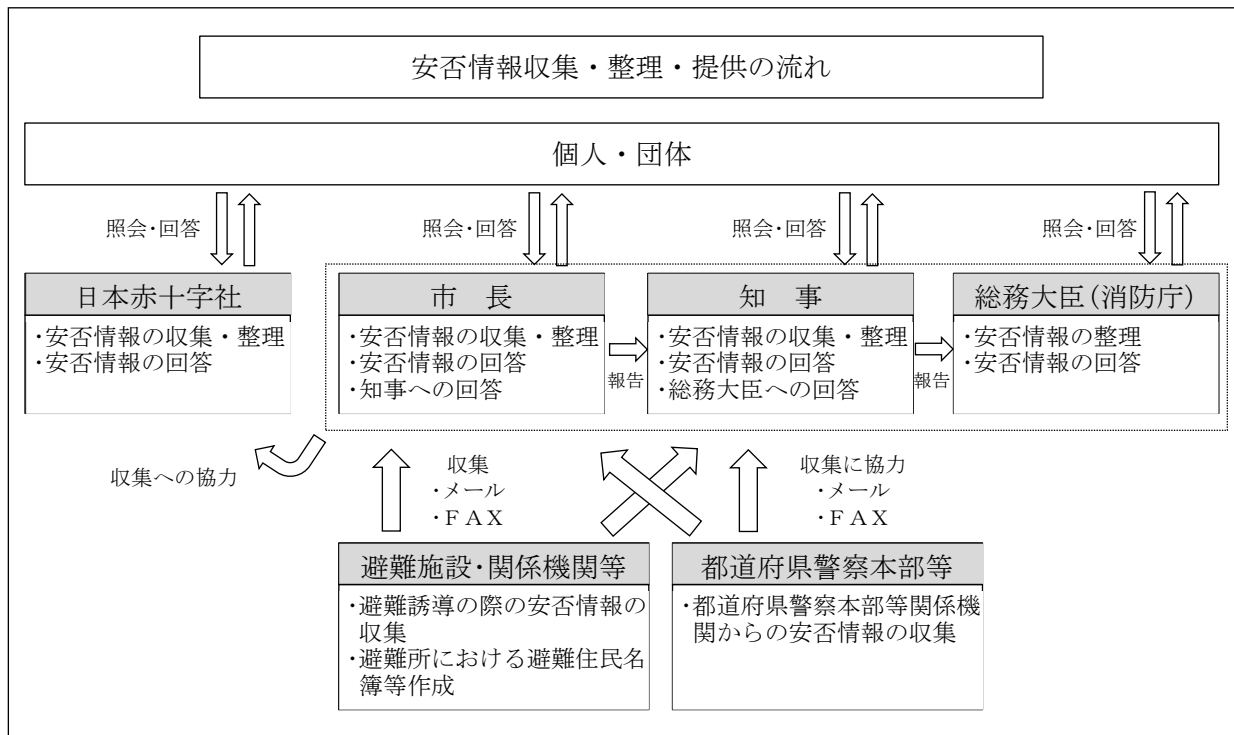 安否情報収集・整理・提供の流れ
個人・団体
照会・回答
照会・回答
照会・回答
照会・回答
日本赤十字社
・安否情報の収集・整理
・安否情報の回答
市　長
・安否情報の収集・整理
・安否情報の回答
・知事への回答
報告
知　事
・安否情報の収集・整理
・安否情報の回答
・総務大臣への回答
報告
総務大臣(消防庁)
・安否情報の整理
・安否情報の回答
収集への協力
収集
・メール
・ＦＡＸ
収集に協力
・メール
・ＦＡＸ
避難施設・関係機関等
・避難誘導の際の安否情報の
収集
・避難所における避難住民名
簿等作成
都道府県警察本部等
・都道府県警察本部等関係機
関からの安否情報の収集